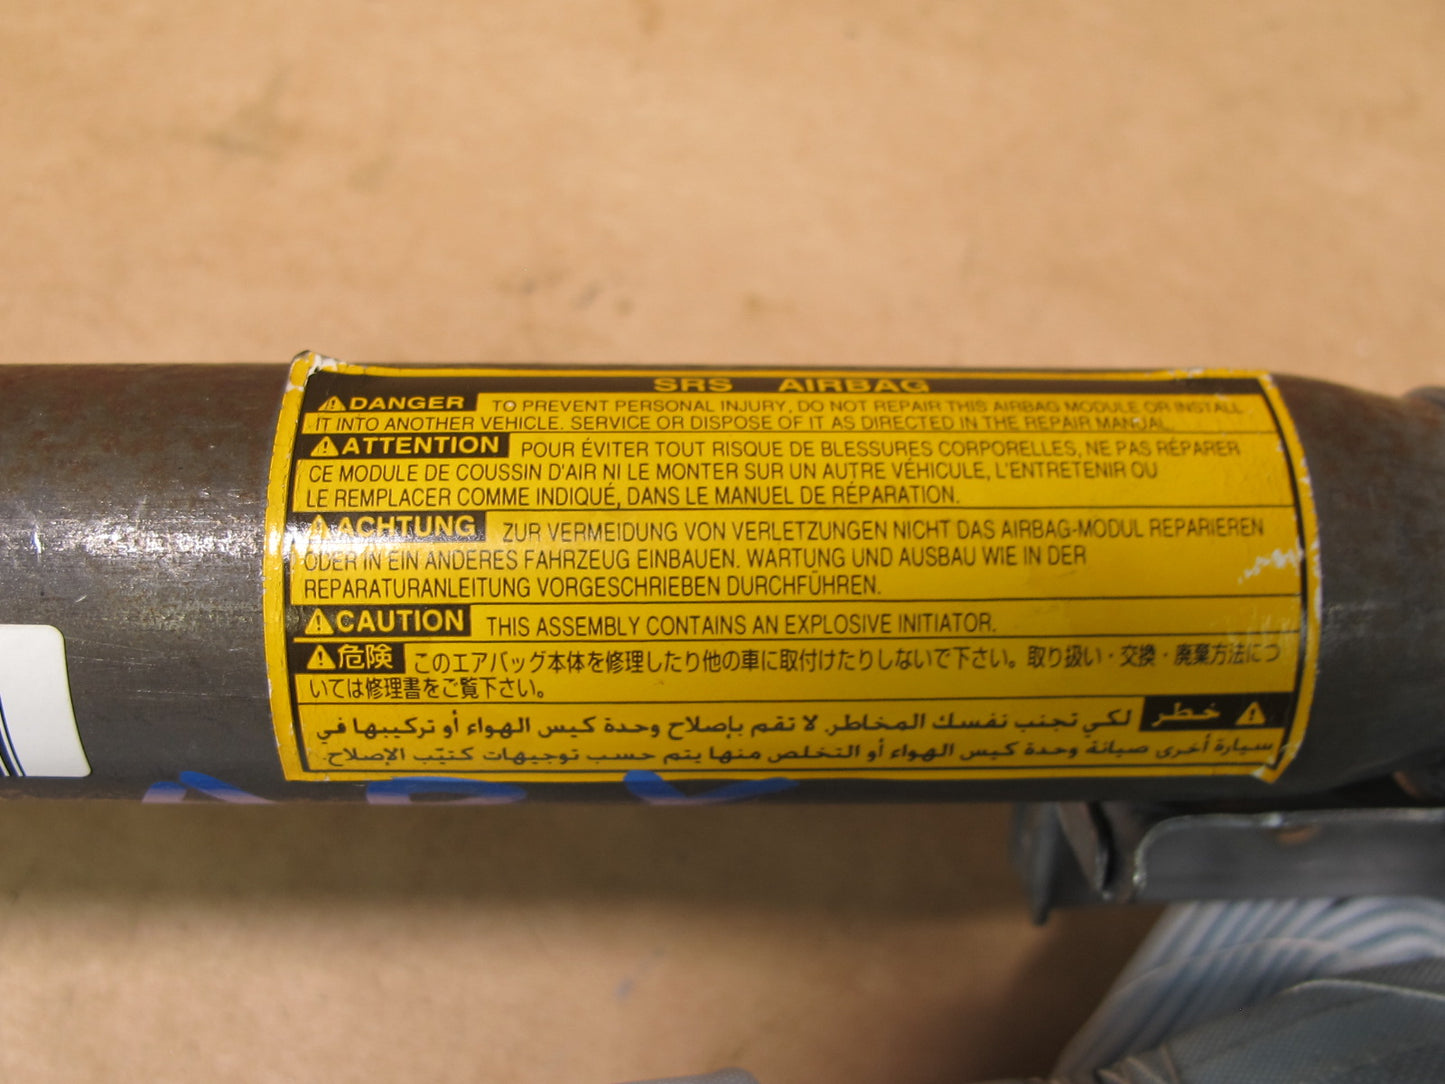 SRS AIRBAG
⚠DANGER TO PREVENT PERSONAL INJURY, DO NOT REPAIR THIS AIRBAG MODULE OR INSTALL
IT INTO ANOTHER VEHICLE. SERVICE OR DISPOSE OF IT AS DIRECTED IN THE REPAIR MANUAL.
⚠ATTENTION POUR ÉVITER TOUT RISQUE DE BLESSURES CORPORELLES, NE PAS RÉPARER
CE MODULE DE COUSSIN D'AIR NI LE MONTER SUR UN AUTRE VÉHICULE, L'ENTRETENIR OU
LE REMPLACER COMME INDIQUÉ, DANS LE MANUEL DE RÉPARATION.
⚠ACHTUNG ZUR VERMEIDUNG VON VERLETZUNGEN NICHT DAS AIRBAG-MODUL REPARIEREN
ODER IN EIN ANDERES FAHRZEUG EINBAUEN. WARTUNG UND AUSBAU WIE IN DER
REPARATURANLEITUNG VORGESCHRIEBEN DURCHFÜHREN.
⚠CAUTION THIS ASSEMBLY CONTAINS AN EXPLOSIVE INITIATOR.
⚠危険 このエアバッグ本体を修理したり他の車に取付けたりしないで下さい。取り扱い・交換・廃棄方法につ
いては修理書をご覧下さい。
⚠ خطر لكي تجنب نفسك المخاطر, لا تقم بإصلاح وحدة كيس الهواء أو تركيبها في
سيارة أخرى صيانة وحدة كيس الهواء أو التخلص منها يتم حسب توجيهات كتيّب الإصلاح.